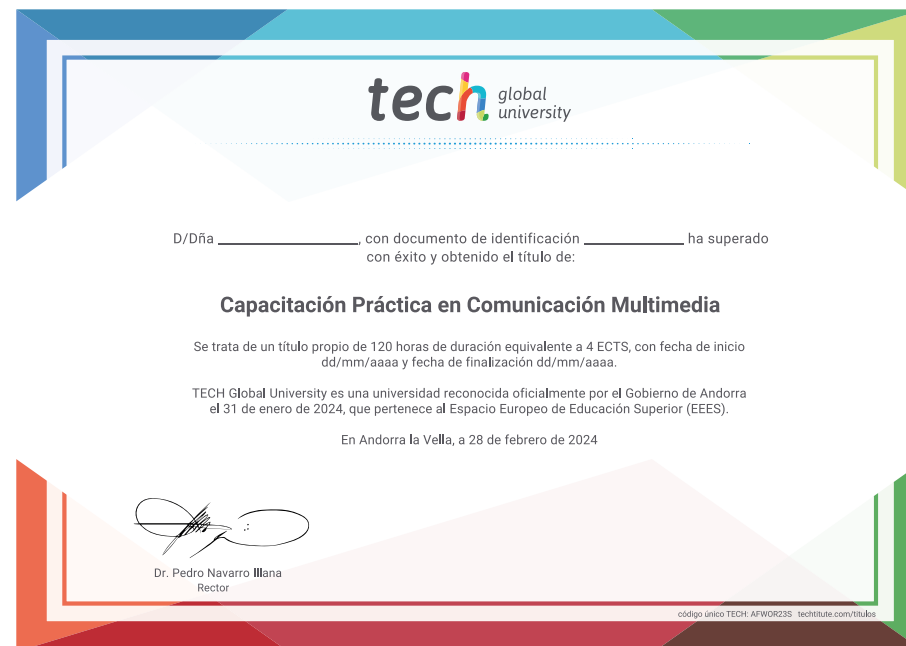 tech global university
D/Dña ________________, con documento de identificación ____________ ha superado
con éxito y obtenido el título de:
Capacitación Práctica en Comunicación Multimedia
Se trata de un título propio de 120 horas de duración equivalente a 4 ECTS, con fecha de inicio
dd/mm/aaaa y fecha de finalización dd/mm/aaaa.
TECH Global University es una universidad reconocida oficialmente por el Gobierno de Andorra
el 31 de enero de 2024, que pertenece al Espacio Europeo de Educación Superior (EEES).
En Andorra la Vella, a 28 de febrero de 2024
Dr. Pedro Navarro Illana
Rector
código único TECH: AFWOR23S techtitute.com/titulos